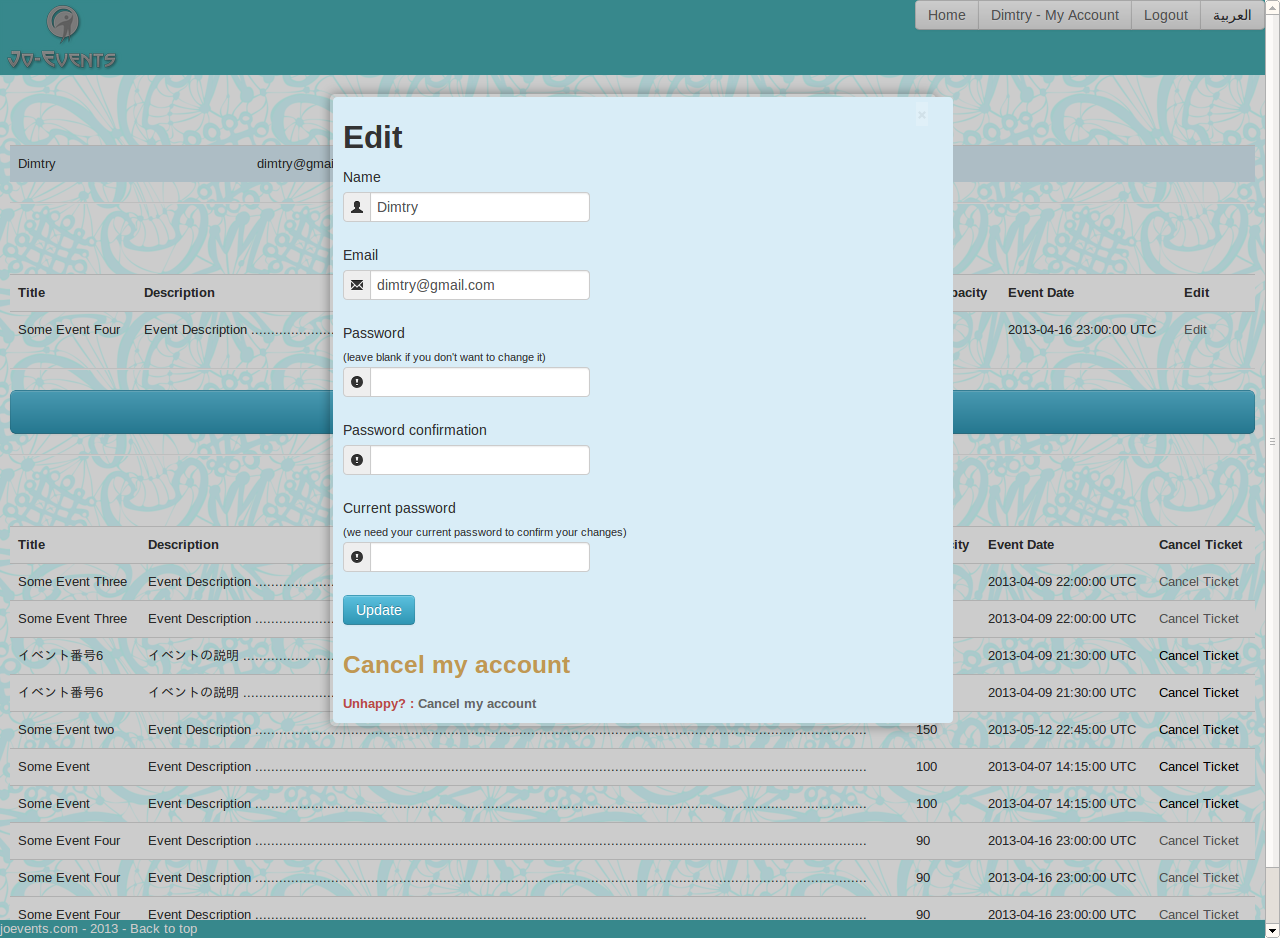 Jo-Events
Home Dimtry - My Account Logout العربية
×
Edit
Dimtry dimtry@gmai
Name
Dimtry
Email
dimtry@gmail.com
Title Description pacity Event Date Edit
Some Event Four Event Description ..................... 2013-04-16 23:00:00 UTC Edit
Password
(leave blank if you don't want to change it)
Password confirmation
Current password
(we need your current password to confirm your changes)
Title Description ity Event Date Cancel Ticket
Some Event Three Event Description .................... 2013-04-09 22:00:00 UTC Cancel Ticket
Update
Some Event Three Event Description .................... 2013-04-09 22:00:00 UTC Cancel Ticket
イベント番号6 イベントの説明 ....................... 2013-04-09 21:30:00 UTC Cancel Ticket
Cancel my account
イベント番号6 イベントの説明 ....................... 2013-04-09 21:30:00 UTC Cancel Ticket
Unhappy? : Cancel my account
Some Event two Event Description ........................................ 150 2013-05-12 22:45:00 UTC Cancel Ticket
Some Event Event Description ........................................ 100 2013-04-07 14:15:00 UTC Cancel Ticket
Some Event Event Description ........................................ 100 2013-04-07 14:15:00 UTC Cancel Ticket
Some Event Four Event Description ........................................ 90 2013-04-16 23:00:00 UTC Cancel Ticket
Some Event Four Event Description ........................................ 90 2013-04-16 23:00:00 UTC Cancel Ticket
Some Event Four Event Description ........................................ 90 2013-04-16 23:00:00 UTC Cancel Ticket
joevents.com - 2013 - Back to top